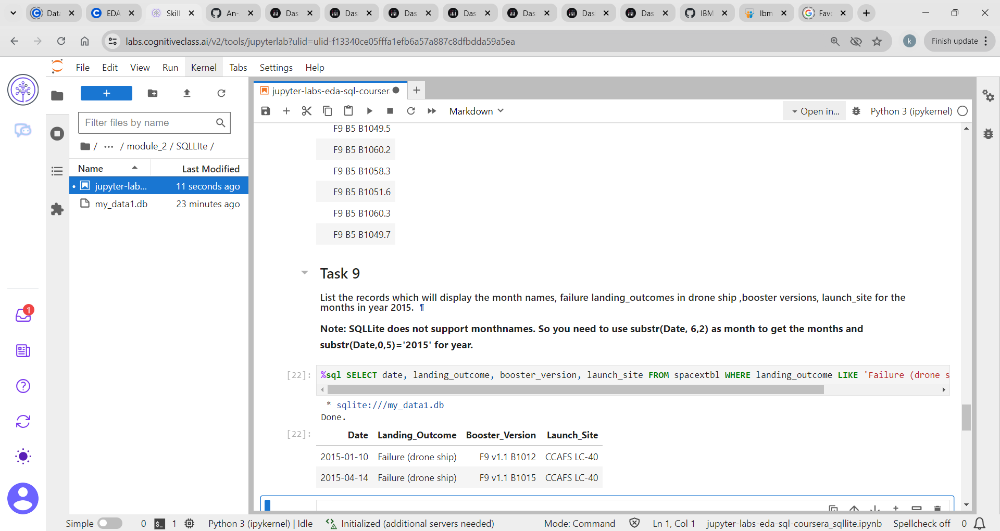 Data
EDA
Skill
An-
Das
Das
Das
Das
Das
Das
Das
IBM
Ibm
Favo
labs.cognitiveclass.ai/v2/tools/jupyterlab?ulid=ulid-f13340ce05fffa1efb6a57a887c8dfbdda59a5ea
k
Finish update
File Edit View Run Kernel Tabs Settings Help
jupyter-labs-eda-sql-courser
Filter files by name
/ ... / module_2 / SQLLIte /
Name Last Modified
jupyter-lab... 11 seconds ago
my_data1.db 23 minutes ago
Markdown
Open in...
Python 3 (ipykernel)
F9 B5 B1049.5
F9 B5 B1060.2
F9 B5 B1058.3
F9 B5 B1051.6
F9 B5 B1060.3
F9 B5 B1049.7
Task 9
List the records which will display the month names, failure landing_outcomes in drone ship ,booster versions, launch_site for the
months in year 2015. ¶
Note: SQLLite does not support monthnames. So you need to use substr(Date, 6,2) as month to get the months and
substr(Date,0,5)='2015' for year.
[22]: %sql SELECT date, landing_outcome, booster_version, launch_site FROM spacextbl WHERE landing_outcome LIKE 'Failure (drone s
* sqlite:///my_data1.db
Done.
[22]: Date Landing_Outcome Booster_Version Launch_Site
2015-01-10 Failure (drone ship) F9 v1.1 B1012 CCAFS LC-40
2015-04-14 Failure (drone ship) F9 v1.1 B1015 CCAFS LC-40
1
Simple 0 $_ 1 Python 3 (ipykernel) | Idle Initialized (additional servers needed) Mode: Command Ln 1, Col 1 jupyter-labs-eda-sql-coursera_sqllite.ipynb Spellcheck off 0